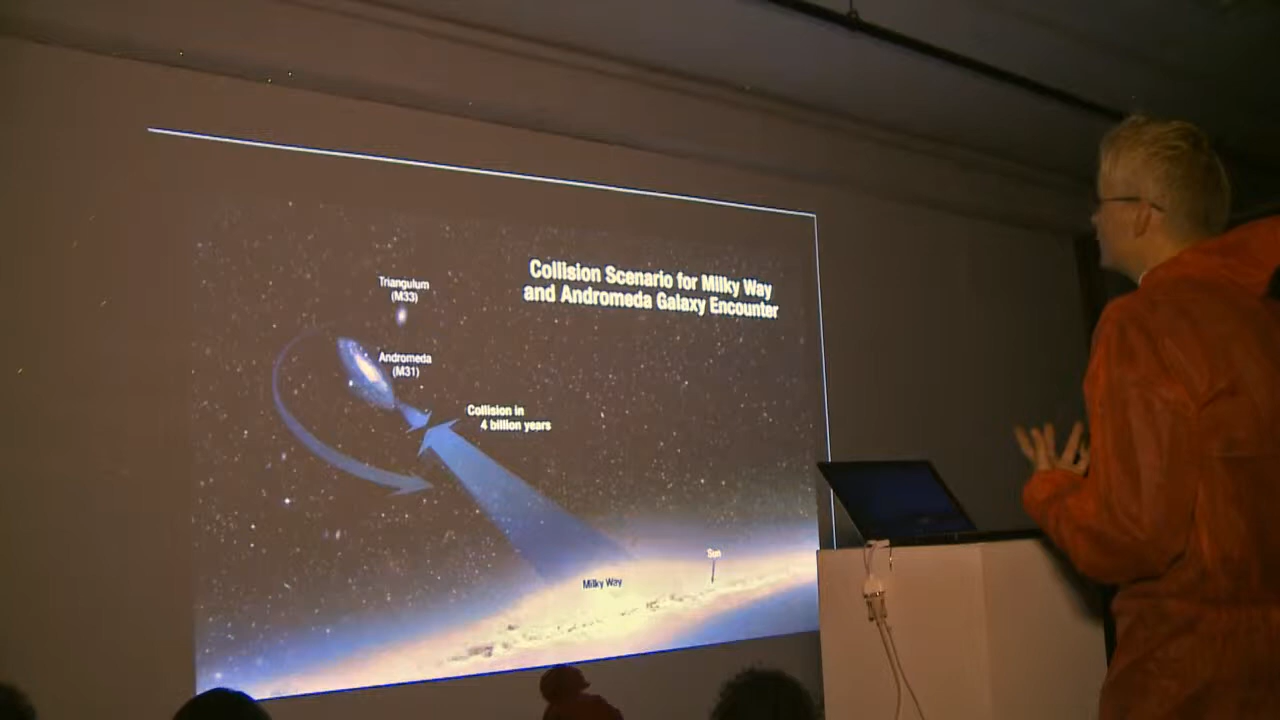 Collision Scenario for Milky Way
and Andromeda Galaxy Encounter
Triangulum
(M33)
Andromeda
(M31)
Collision in
4 billion years
Sun
Milky Way